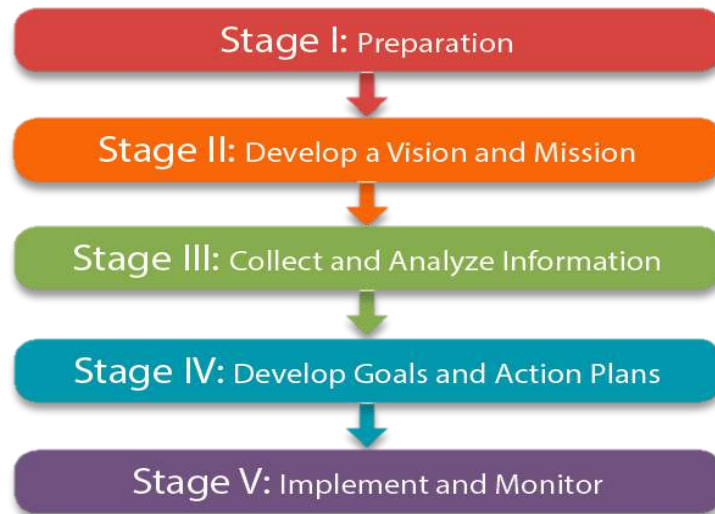 Stage I: Preparation
Stage II: Develop a Vision and Mission
Stage III: Collect and Analyze Information
Stage IV: Develop Goals and Action Plans
Stage V: Implement and Monitor